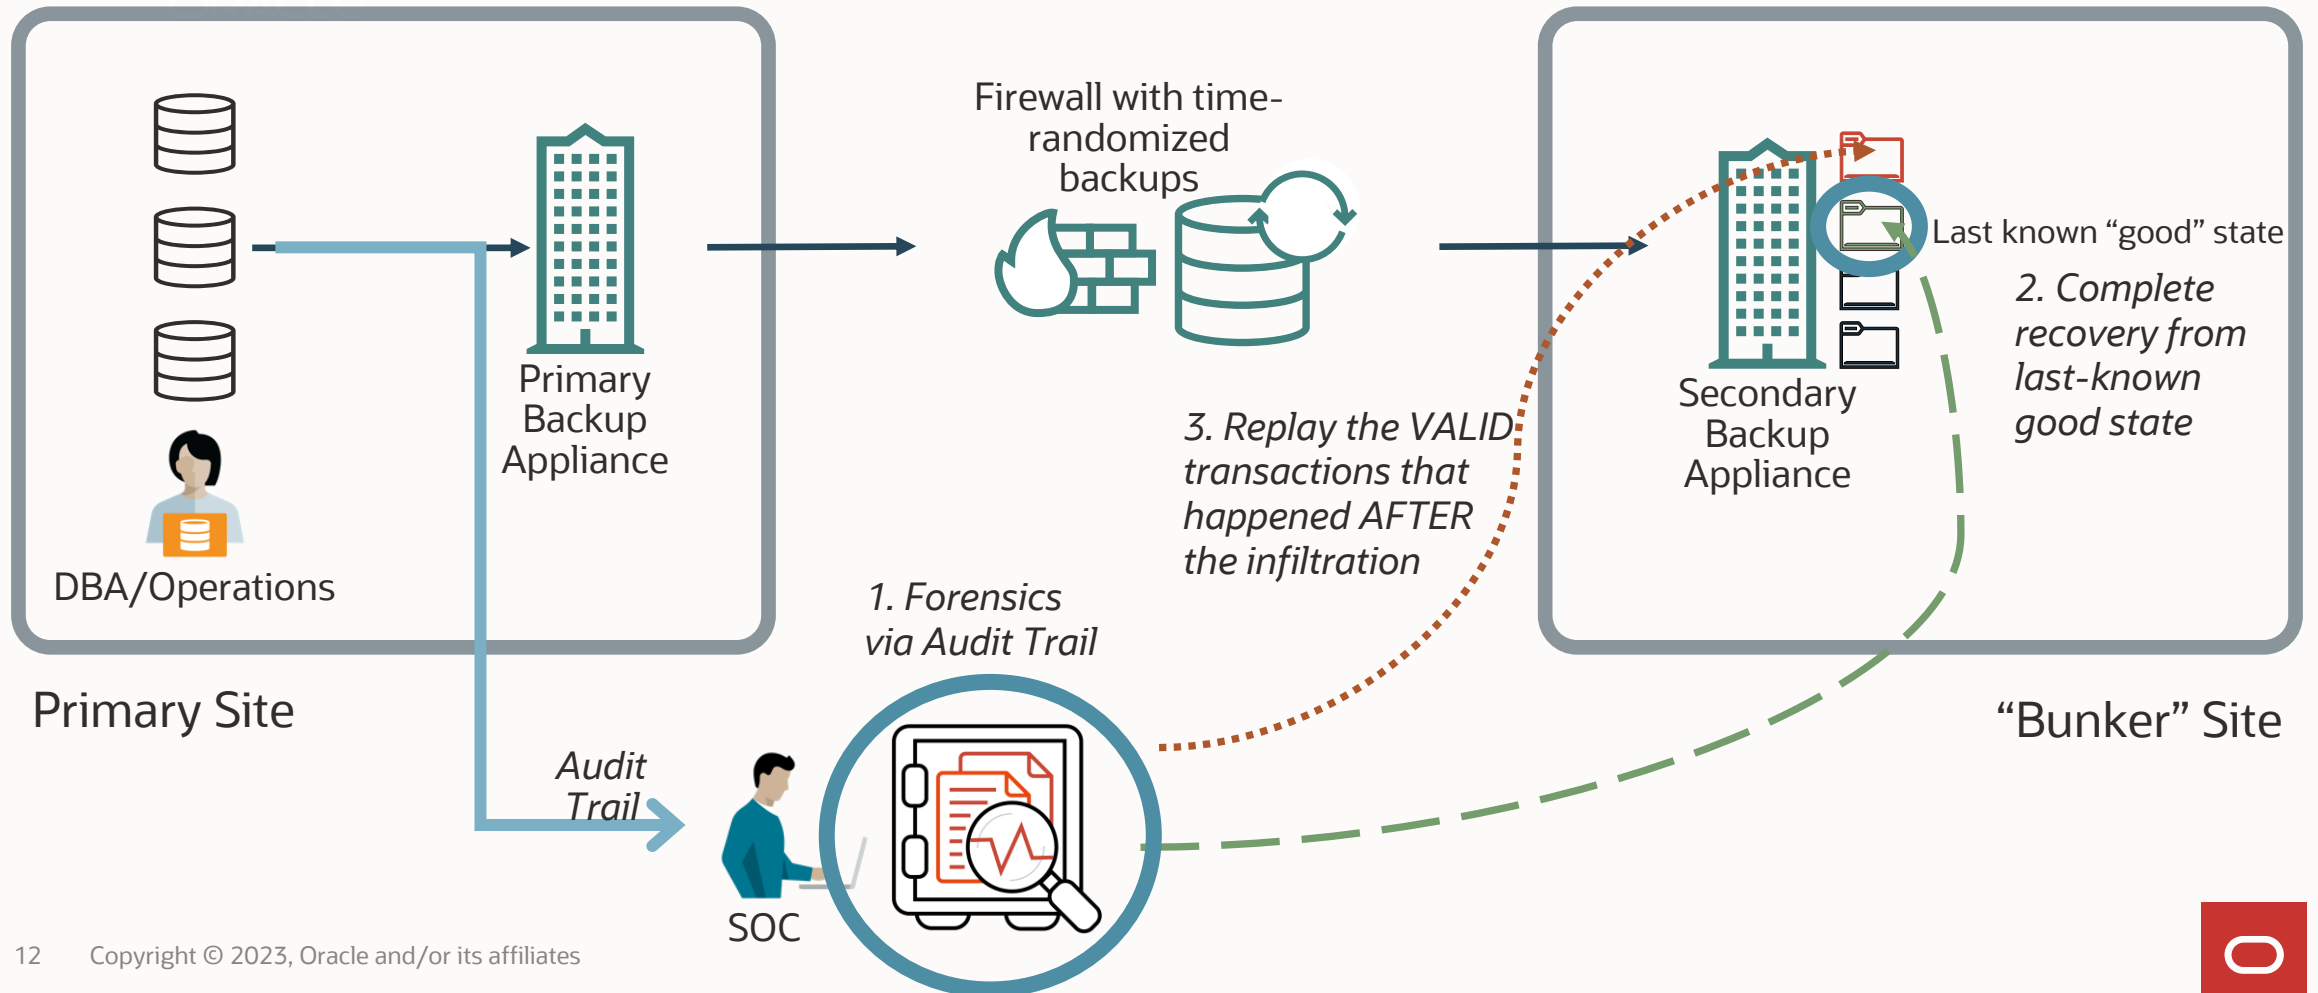 Firewall with time-
randomized
backups
Primary
Backup
Appliance
DBA/Operations
Primary Site
Last known “good” state
2. Complete
recovery from
last-known
good state
Secondary
Backup
Appliance
“Bunker” Site
3. Replay the VALID
transactions that
happened AFTER
the infiltration
1. Forensics
via Audit Trail
Audit
Trail
SOC
12 Copyright © 2023, Oracle and/or its affiliates